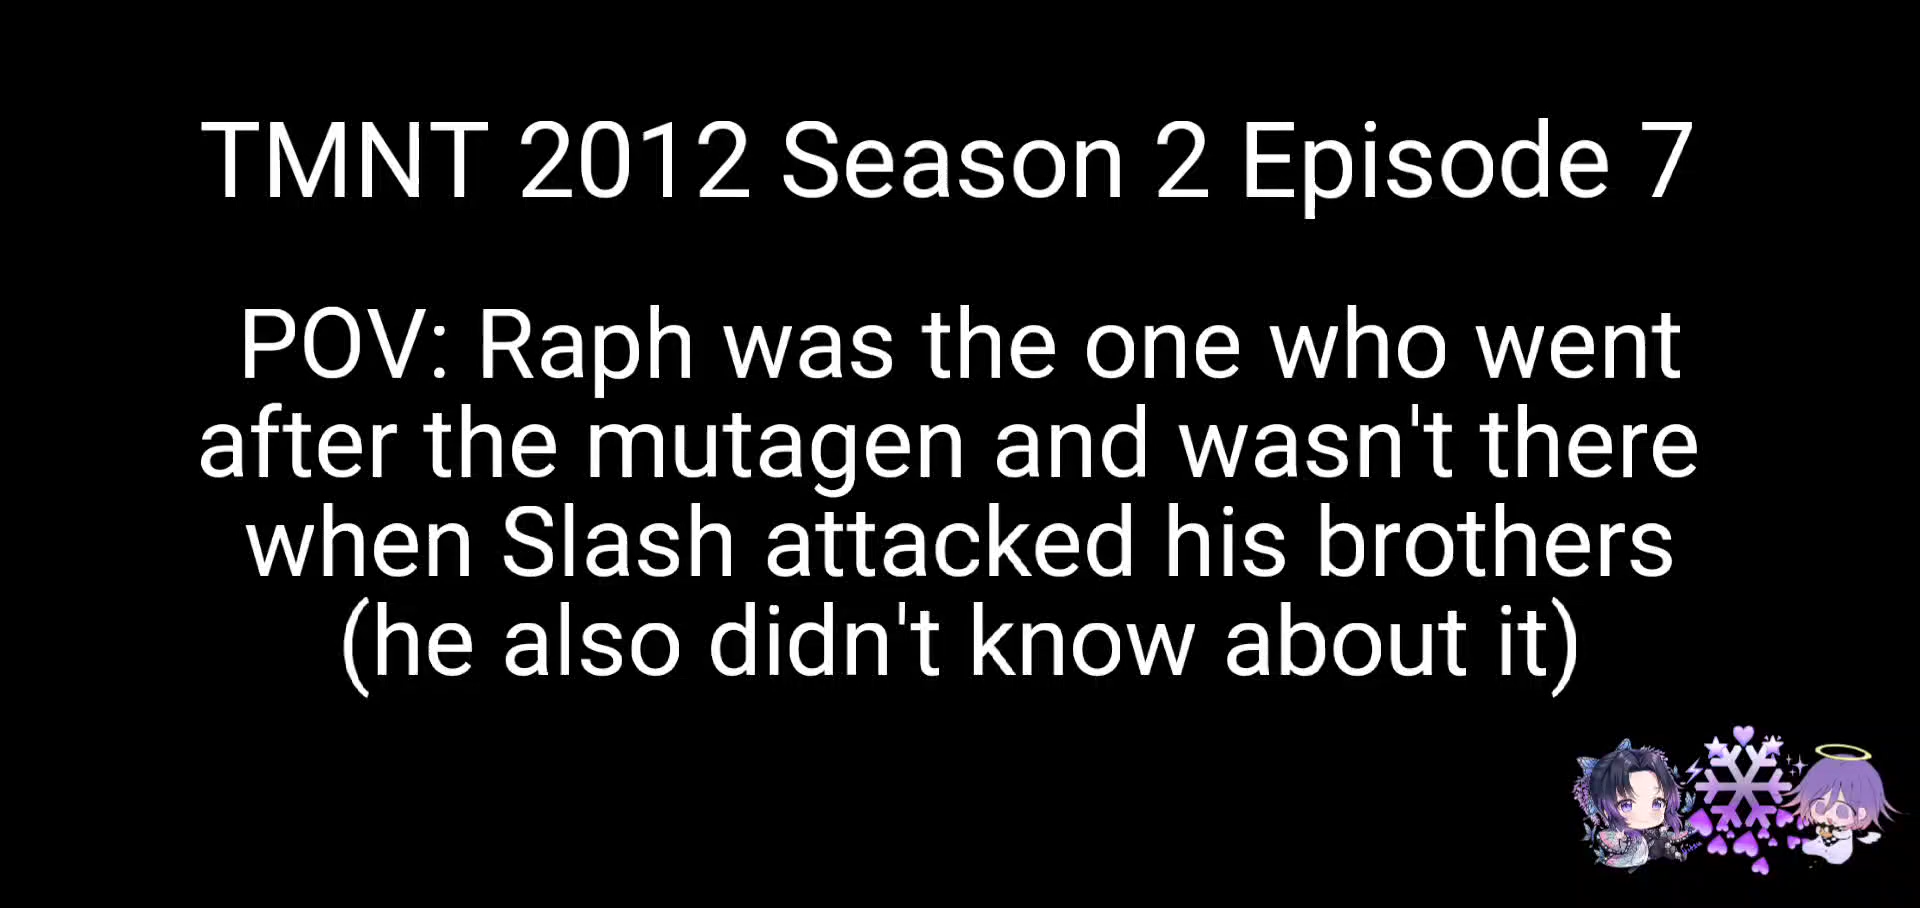 TMNT 2012 Season 2 Episode 7
POV: Raph was the one who went
after the mutagen and wasn't there
when Slash attacked his brothers
(he also didn't know about it)